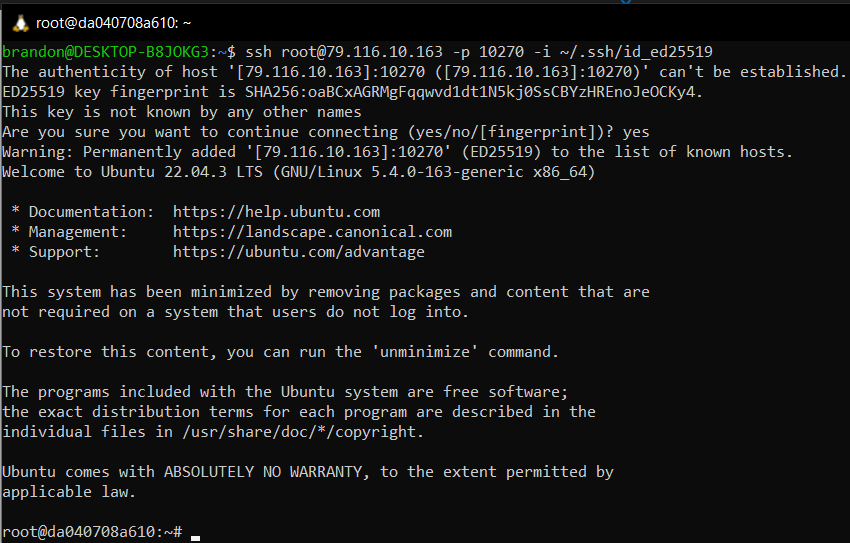 root@da040708a610: ~
brandon@DESKTOP-B8JOKG3:~$ ssh root@79.116.10.163 -p 10270 -i ~/.ssh/id_ed25519
The authenticity of host '[79.116.10.163]:10270 ([79.116.10.163]:10270)' can't be established.
ED25519 key fingerprint is SHA256:oaBCxAGRMgFqqwvd1dt1N5kj0SsCBYzHREnoJeOCKy4.
This key is not known by any other names
Are you sure you want to continue connecting (yes/no/[fingerprint])? yes
Warning: Permanently added '[79.116.10.163]:10270' (ED25519) to the list of known hosts.
Welcome to Ubuntu 22.04.3 LTS (GNU/Linux 5.4.0-163-generic x86_64)
* Documentation:  https://help.ubuntu.com
* Management:     https://landscape.canonical.com
* Support:        https://ubuntu.com/advantage
This system has been minimized by removing packages and content that are
not required on a system that users do not log into.
To restore this content, you can run the 'unminimize' command.
The programs included with the Ubuntu system are free software;
the exact distribution terms for each program are described in the
individual files in /usr/share/doc/*/copyright.
Ubuntu comes with ABSOLUTELY NO WARRANTY, to the extent permitted by
applicable law.
root@da040708a610:~#